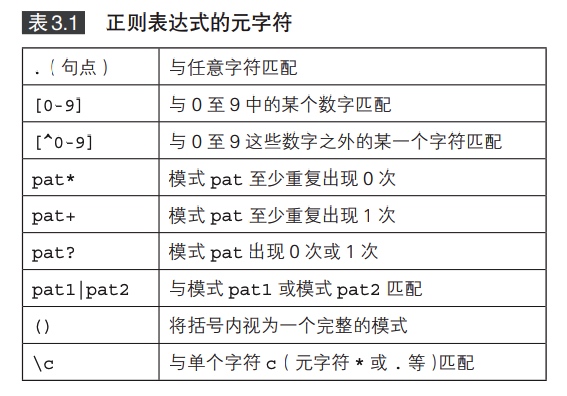 表3.1 正则表达式的元字符
.（句点） 与任意字符匹配
[0-9] 与0至9中的某个数字匹配
[^0-9] 与0至9这些数字之外的某一个字符匹配
pat* 模式 pat 至少重复出现0次
pat+ 模式 pat 至少重复出现1次
pat? 模式 pat 出现0次或1次
pat1|pat2 与模式 pat1 或模式 pat2 匹配
() 将括号内视为一个完整的模式
\c 与单个字符 c（元字符 * 或 . 等）匹配